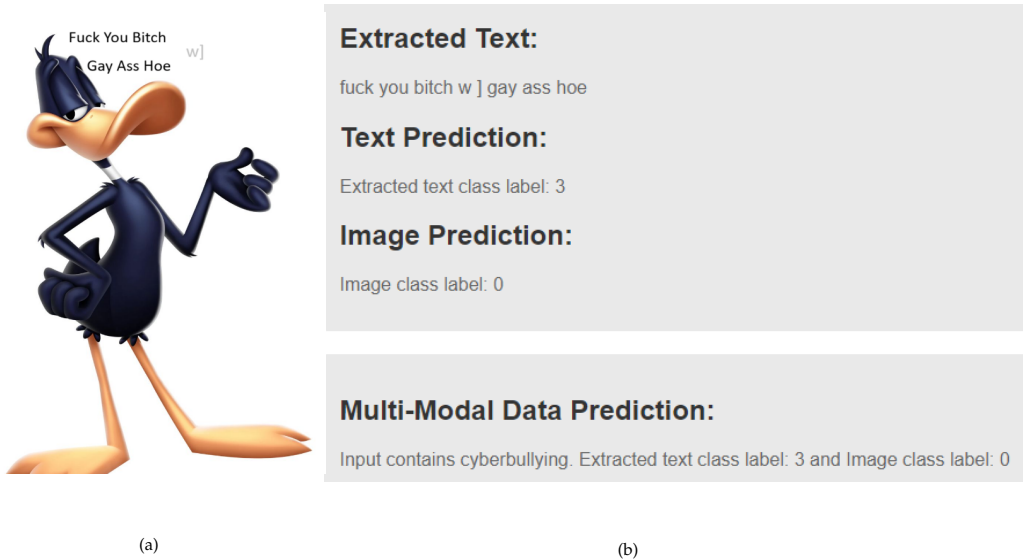 Fuck You Bitch
w]
Gay Ass Hoe
Extracted Text:
fuck you bitch w ] gay ass hoe
Text Prediction:
Extracted text class label: 3
Image Prediction:
Image class label: 0
Multi-Modal Data Prediction:
Input contains cyberbullying. Extracted text class label: 3 and Image class label: 0
(a)
(b)